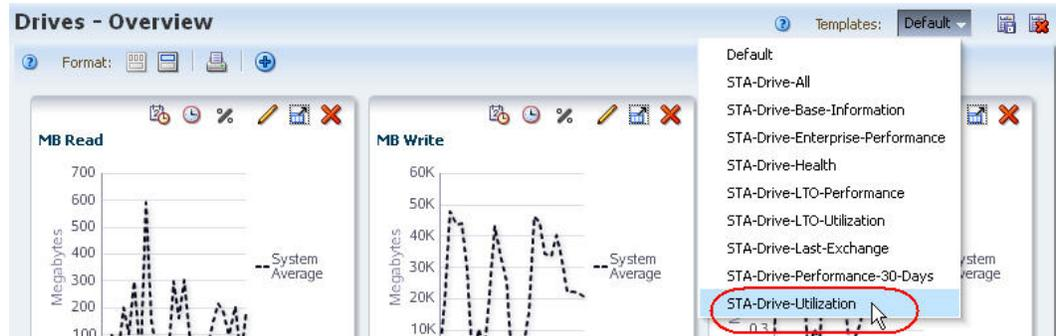 Drives - Overview
Templates: Default
Format:
Default
STA-Drive-All
STA-Drive-Base-Information
STA-Drive-Enterprise-Performance
STA-Drive-Health
STA-Drive-LTO-Performance
STA-Drive-LTO-Utilization
STA-Drive-Last-Exchange
STA-Drive-Performance-30-Days
STA-Drive-Utilization
MB Read
700
600
500
400
300
200
100
Megabytes
System
Average
MB Write
60K
50K
40K
30K
20K
10K
Megabytes
System
Average
0.3